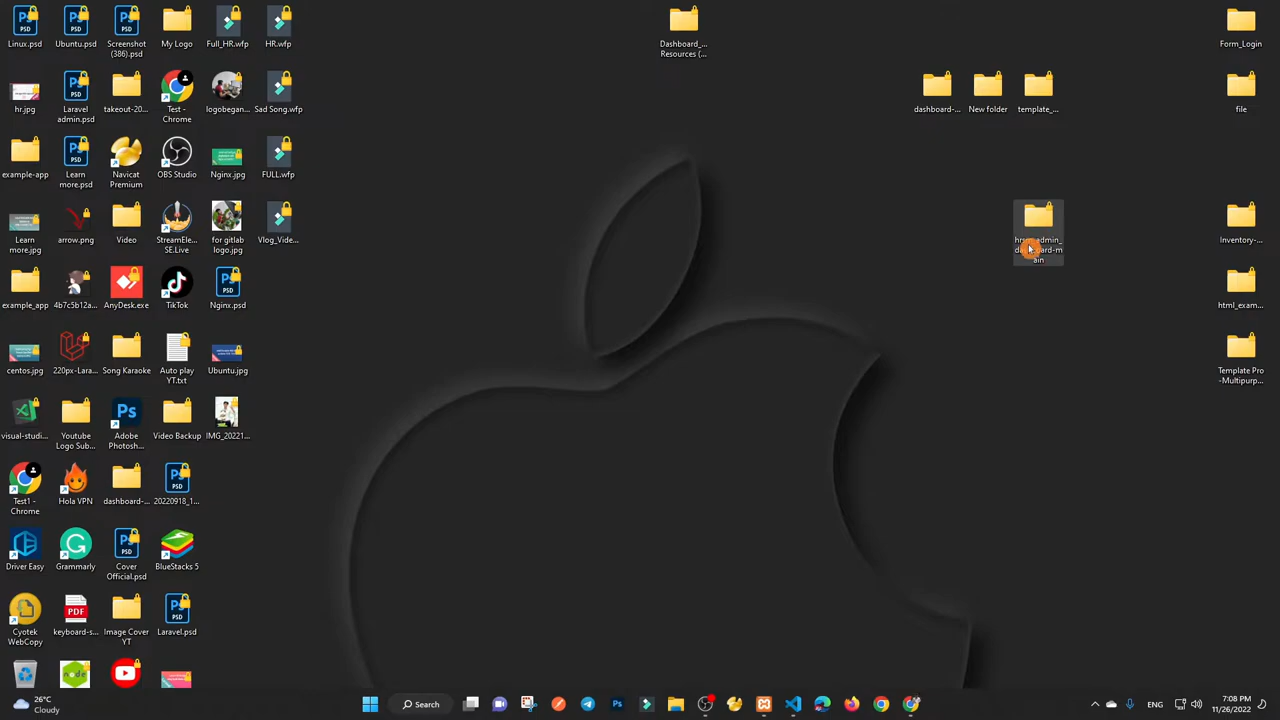 Linux.psd
Ubuntu.psd
Screenshot
(386).psd
My Logo
Full_HR.wfp
HR.wfp
Dashboard_...
Resources (...
Form_Login
hr.jpg
Laravel
admin.psd
takeout-20...
Test -
Chrome
logobegan...
Sad Song.wfp
dashboard-...
New folder
template_...
file
example-app
Learn
more.psd
Navicat
Premium
OBS Studio
Nginx.jpg
FULL.wfp
Learn
more.jpg
arrow.png
Video
StreamEle...
SE.Live
for gitlab
logo.jpg
Vlog_Vide...
admin_
ain
Inventory-...
example_app
4b7c5b12a...
AnyDesk.exe
TikTok
Nginx.psd
html_exam...
centos.jpg
220px-Lara...
Song Karaoke
Auto play
YT.txt
Ubuntu.jpg
Template Pro
-Multipurp...
visual-studi...
Youtube
Logo Sub...
Adobe
Photosh...
Video Backup
IMG_20221...
Test1 -
Chrome
Hola VPN
dashboard-...
20220918_1...
Driver Easy
Grammarly
Cover
Official.psd
BlueStacks 5
Cyotek
WebCopy
PDF
keyboard-s...
Image Cover
YT
Laravel.psd
26°C
Cloudy
Search
ENG
7:08 PM
11/26/2022